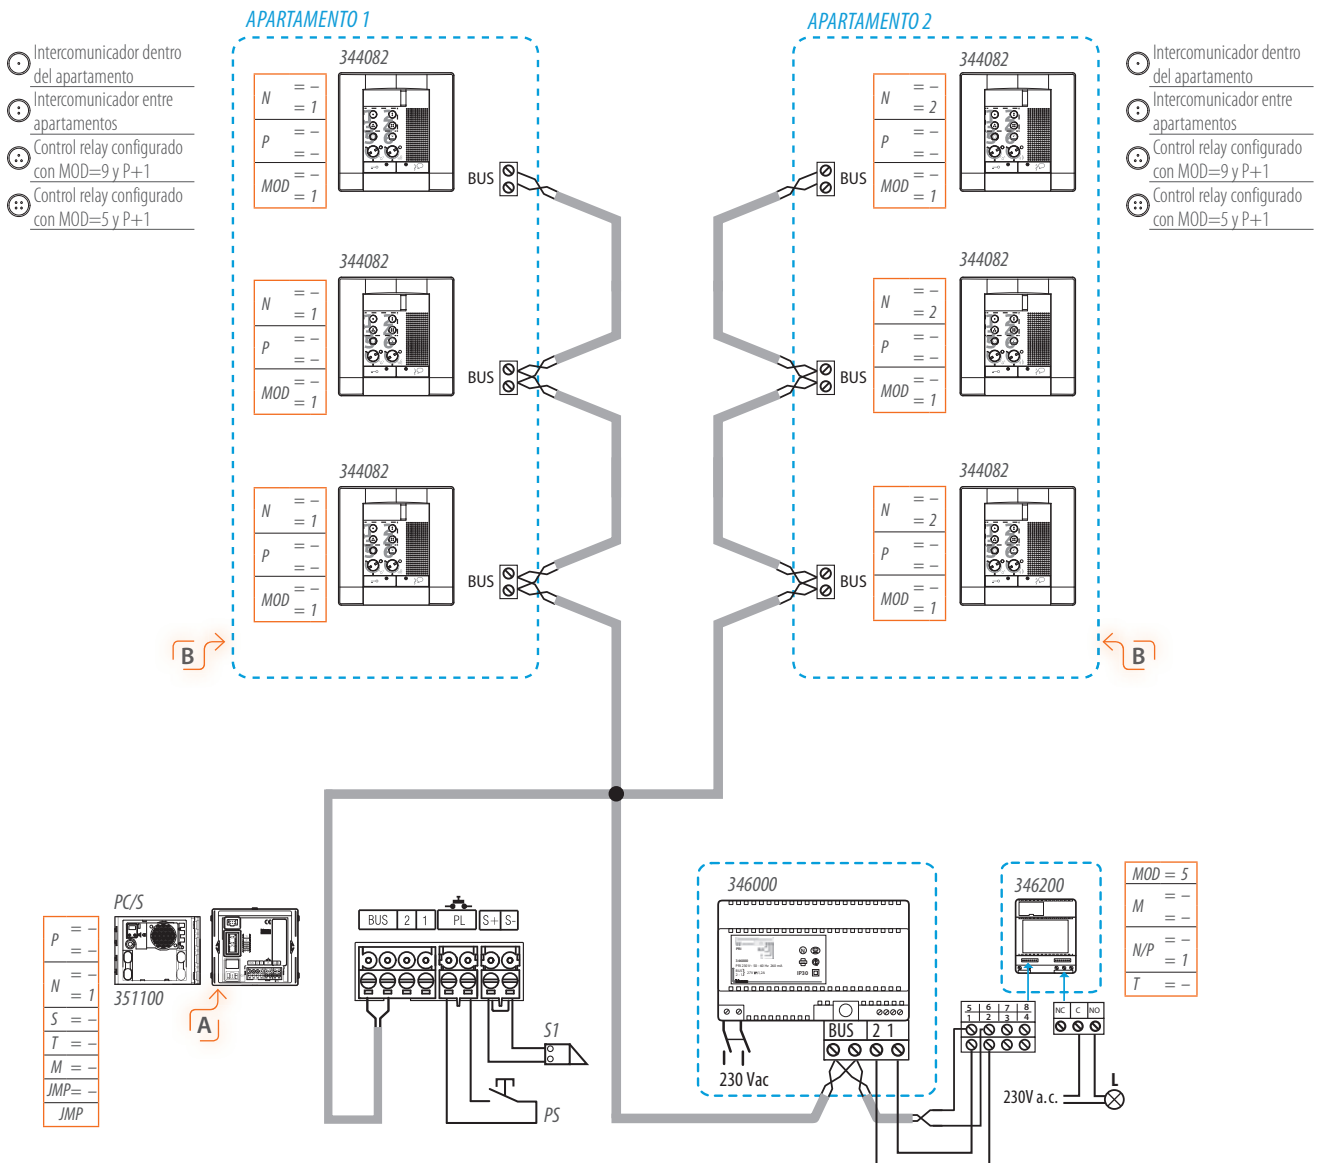 APARTAMENTO 1
APARTAMENTO 2
Intercomunicador dentro
del apartamento
Intercomunicador entre
apartamentos
Control relay configurado
con MOD=9 y P+1
Control relay configurado
con MOD=5 y P+1
344082
N = –
= 1
P = –
= –
MOD = –
= 1
BUS
344082
N = –
= 1
P = –
= –
MOD = –
= 1
BUS
344082
N = –
= 1
P = –
= –
MOD = –
= 1
BUS
B
344082
N = –
= 2
P = –
= –
MOD = –
= 1
BUS
344082
N = –
= 2
P = –
= –
MOD = –
= 1
BUS
344082
N = –
= 2
P = –
= –
MOD = –
= 1
BUS
B
Intercomunicador dentro
del apartamento
Intercomunicador entre
apartamentos
Control relay configurado
con MOD=9 y P+1
Control relay configurado
con MOD=5 y P+1
PC/S
351100
P = –
= –
N = –
= 1
S = –
T = –
M = –
JMP= –
JMP
A
BUS 2 1 PL S+ S-
S1
PS
346000
IP30
BUS 2 1
230 Vac
346200
5 6 7 8
1 2 3 4
NC C NO
230V a.c.
L
MOD = 5
M = –
= –
N/P = –
= 1
T = –